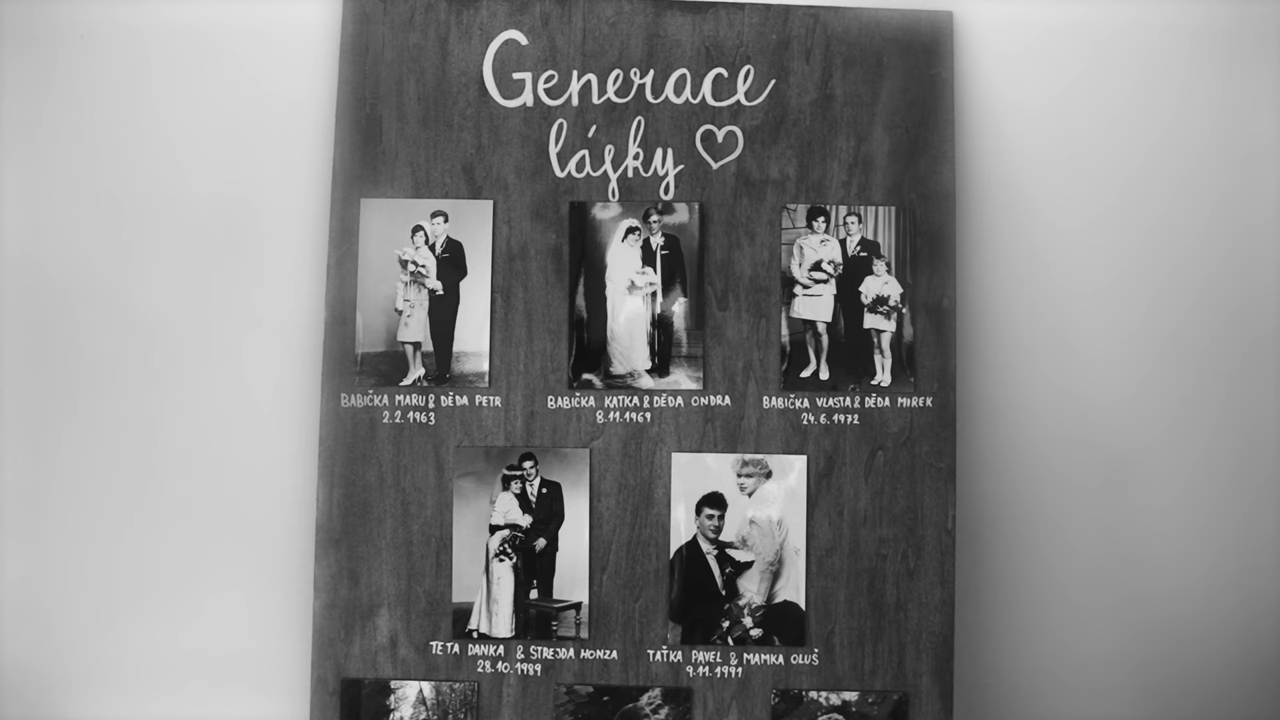 Generace
lásky
BABIČKA MARU & DĚDA PETR
2.2.1963
BABIČKA KATKA & DĚDA ONDRA
8.11.1969
BABIČKA VLASTA & DĚDA MIREK
24.6.1972
TETA DANKA & STREJDA HONZA
28.10.1989
TAŤKA PAVEL & MAMKA OLUŠ
9.11.1991